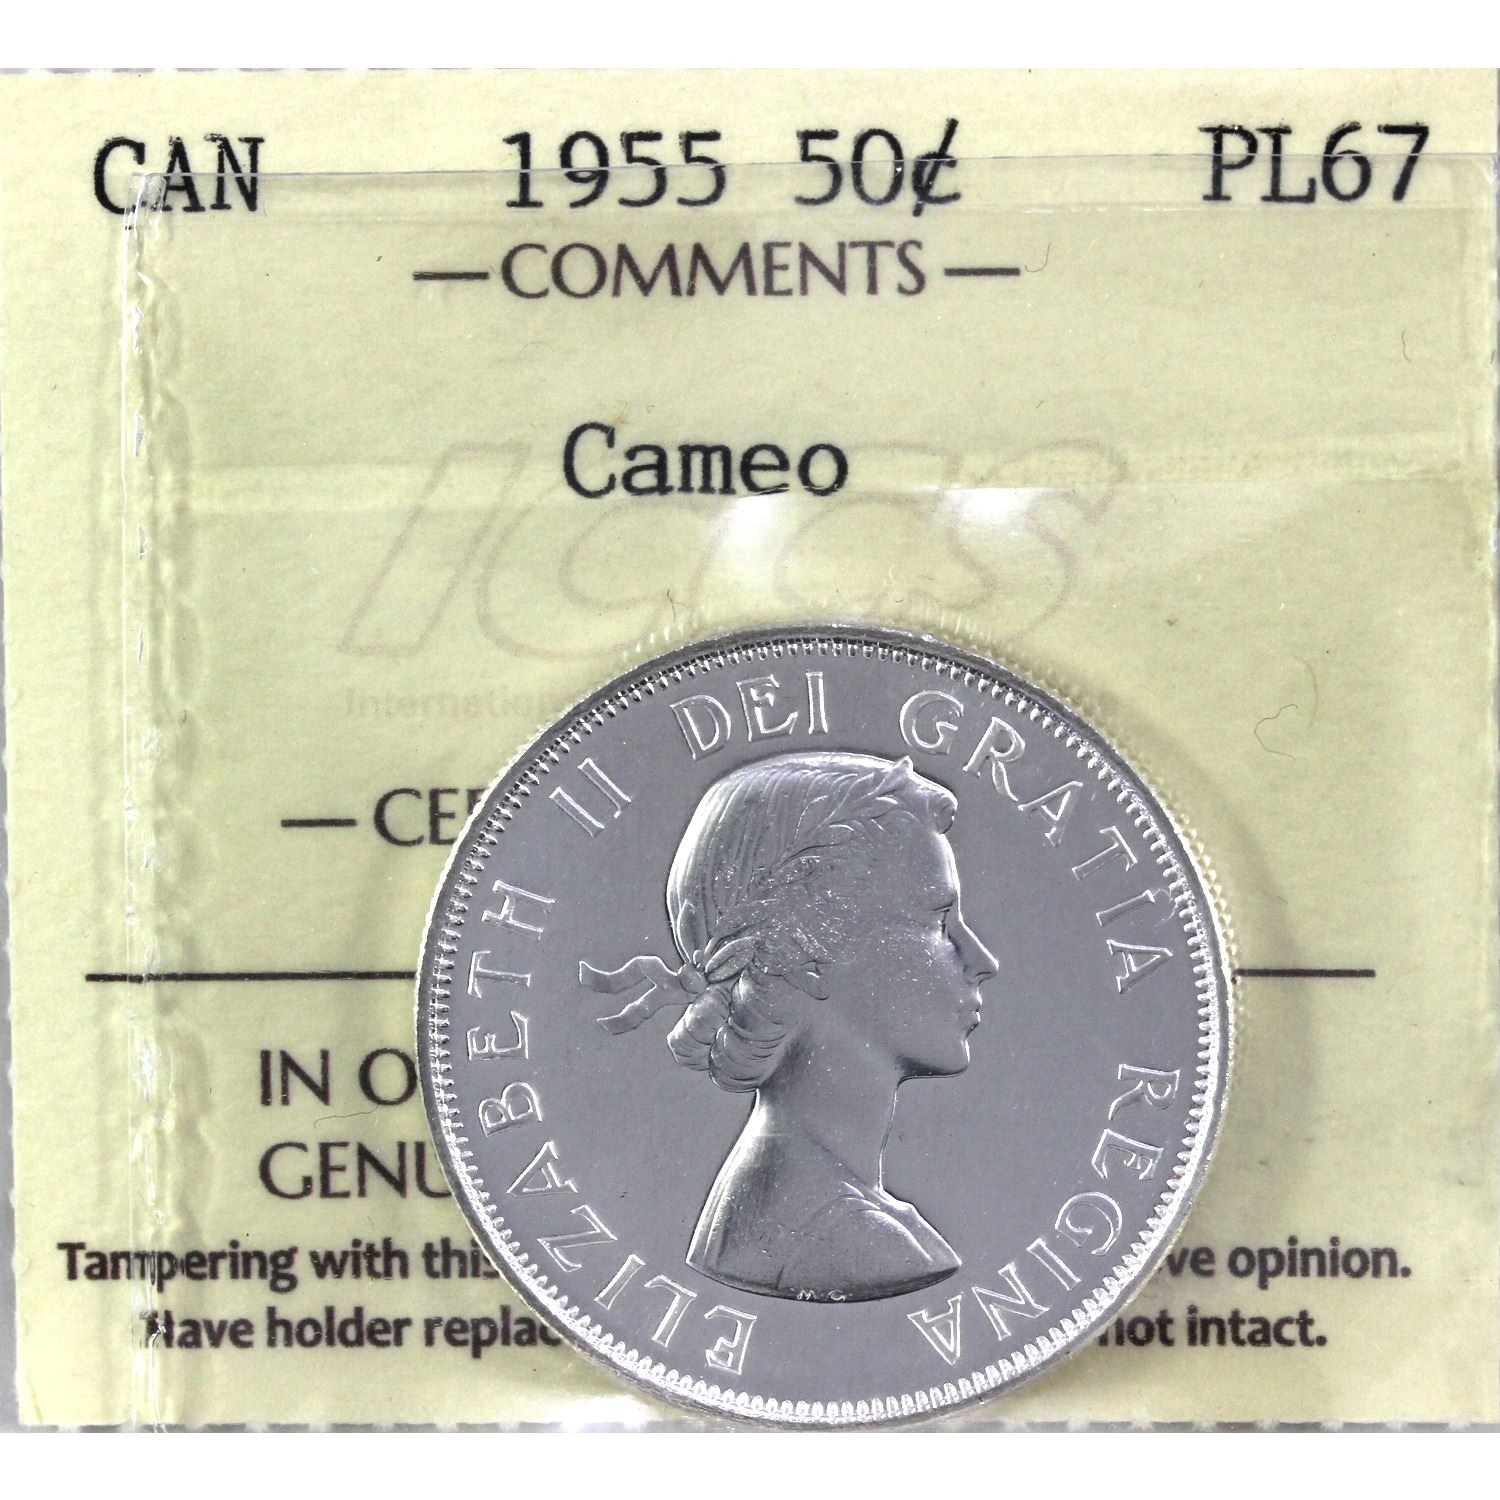 CAN 1955 50¢ PL67
—COMMENTS—
Cameo
ICCS
—CE
IN O
GENU
Tampering with this ve opinion.
Have holder replac not intact.
ELIZABETH II DEI GRATIA REGINA
M G